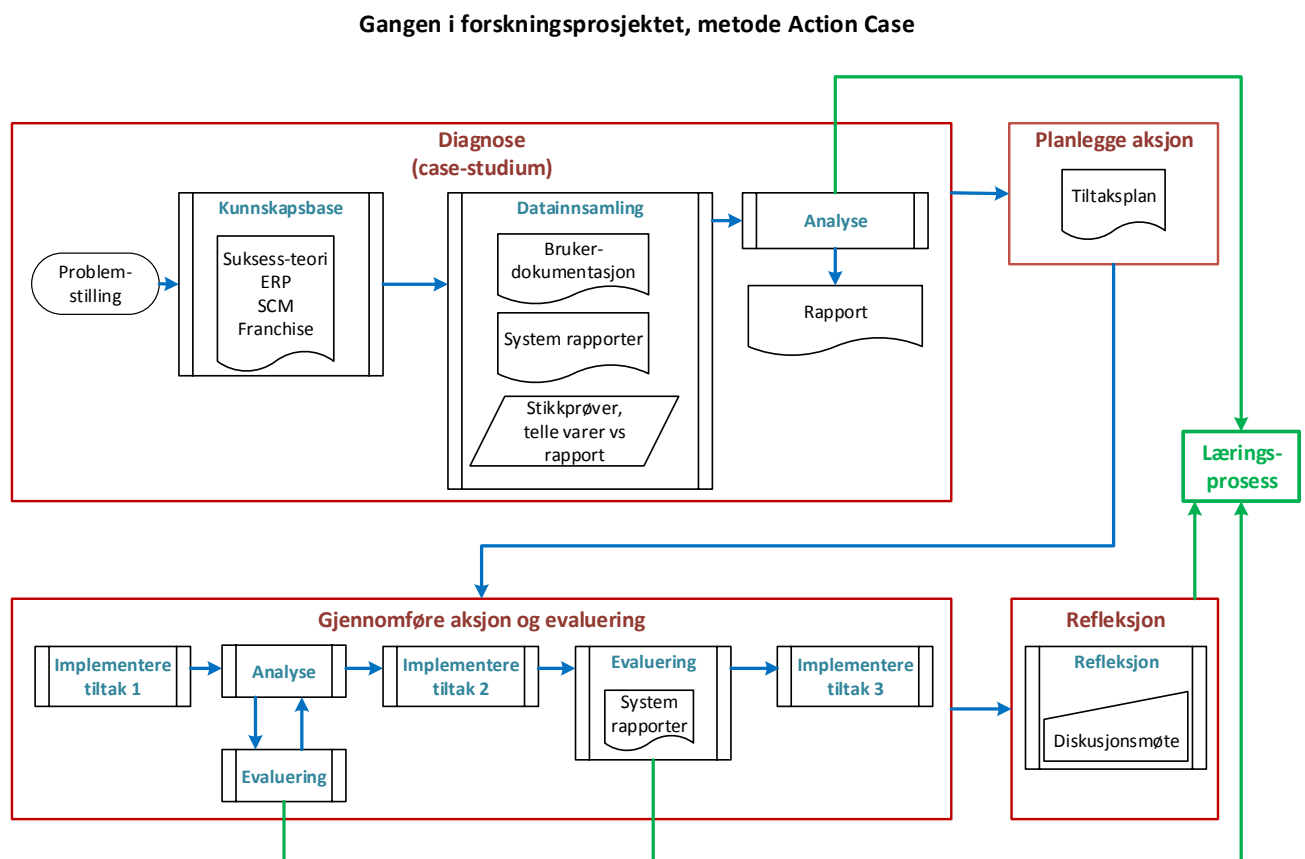 Gangen i forskningsprosjektet, metode Action Case
Diagnose
(case-studium)
Problem-
stilling
Kunnskapsbase
Suksess-teori
ERP
SCM
Franchise
Datainnsamling
Bruker-
dokumentasjon
System rapporter
Stikkprøver,
telle varer vs
rapport
Analyse
Rapport
Planlegge aksjon
Tiltaksplan
Lærings-
prosess
Gjennomføre aksjon og evaluering
Implementere
tiltak 1
Analyse
Evaluering
Implementere
tiltak 2
Evaluering
System
rapporter
Implementere
tiltak 3
Refleksjon
Refleksjon
Diskusjonsmøte